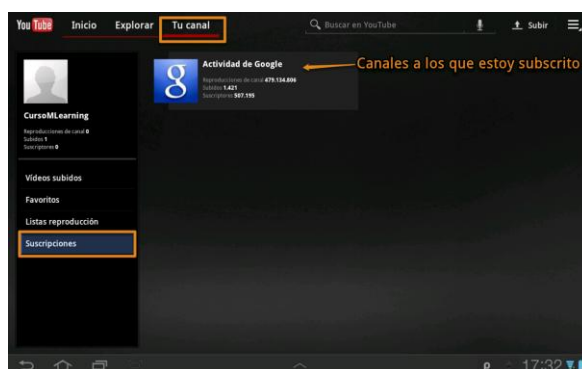 You Tube Inicio Explorar Tu canal Buscar en YouTube Subir
Actividad de Google
Reproducciones de canal 479.134.806
Subidos 1.421
Suscriptores 507.195
Canales a los que estoy subscrito
CursoMLearning
Reproducciones de canal 0
Subidos 1
Suscriptores 0
Vídeos subidos
Favoritos
Listas reproducción
Suscripciones
17:32